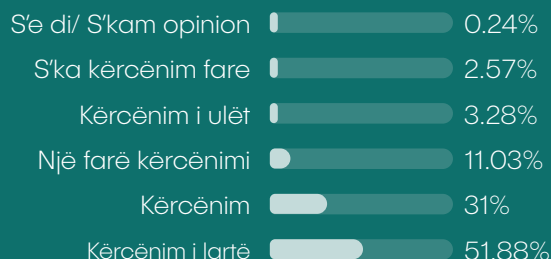 S'e di/ S'kam opinion 0.24%
S'ka kërcënim fare 2.57%
Kërcënim i ulët 3.28%
Një farë kërcënimi 11.03%
Kërcënim 31%
Kërcënim i lartë 51.88%